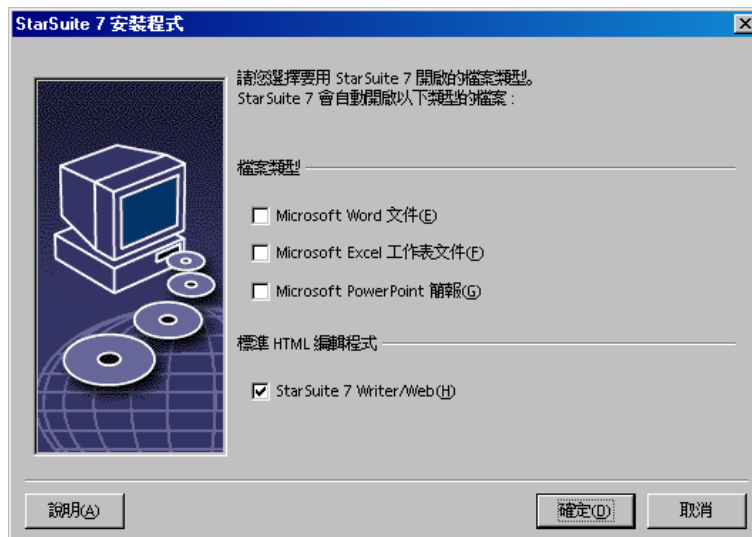 StarSuite 7 安裝程式
請您選擇要用 StarSuite 7 開啟的檔案類型。
StarSuite 7 會自動開啟以下類型的檔案：
檔案類型
Microsoft Word 文件(E)
Microsoft Excel 工作表文件(F)
Microsoft PowerPoint 簡報(G)
標準 HTML 編輯程式
StarSuite 7 Writer/Web(H)
說明(A)
確定(D)
取消